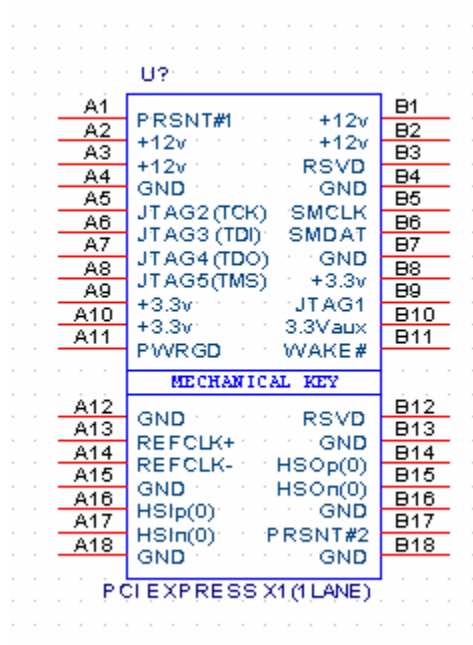 U?
A1 PRSNT#1 +12v B1
A2 +12v +12v B2
A3 +12v RSVD B3
A4 GND GND B4
A5 JTAG2(TCK) SMCLK B5
A6 JTAG3(TDI) SMDAT B6
A7 JTAG4(TDO) GND B7
A8 JTAG5(TMS) +3.3v B8
A9 +3.3v JTAG1 B9
A10 +3.3v 3.3Vaux B10
A11 PWRGD WAKE# B11
MECHANICAL KEY
A12 GND RSVD B12
A13 REFCLK+ GND B13
A14 REFCLK- HSOp(0) B14
A15 GND HSOn(0) B15
A16 HSIp(0) GND B16
A17 HSIn(0) PRSNT#2 B17
A18 GND GND B18
PCI EXPRESS X1(1LANE)